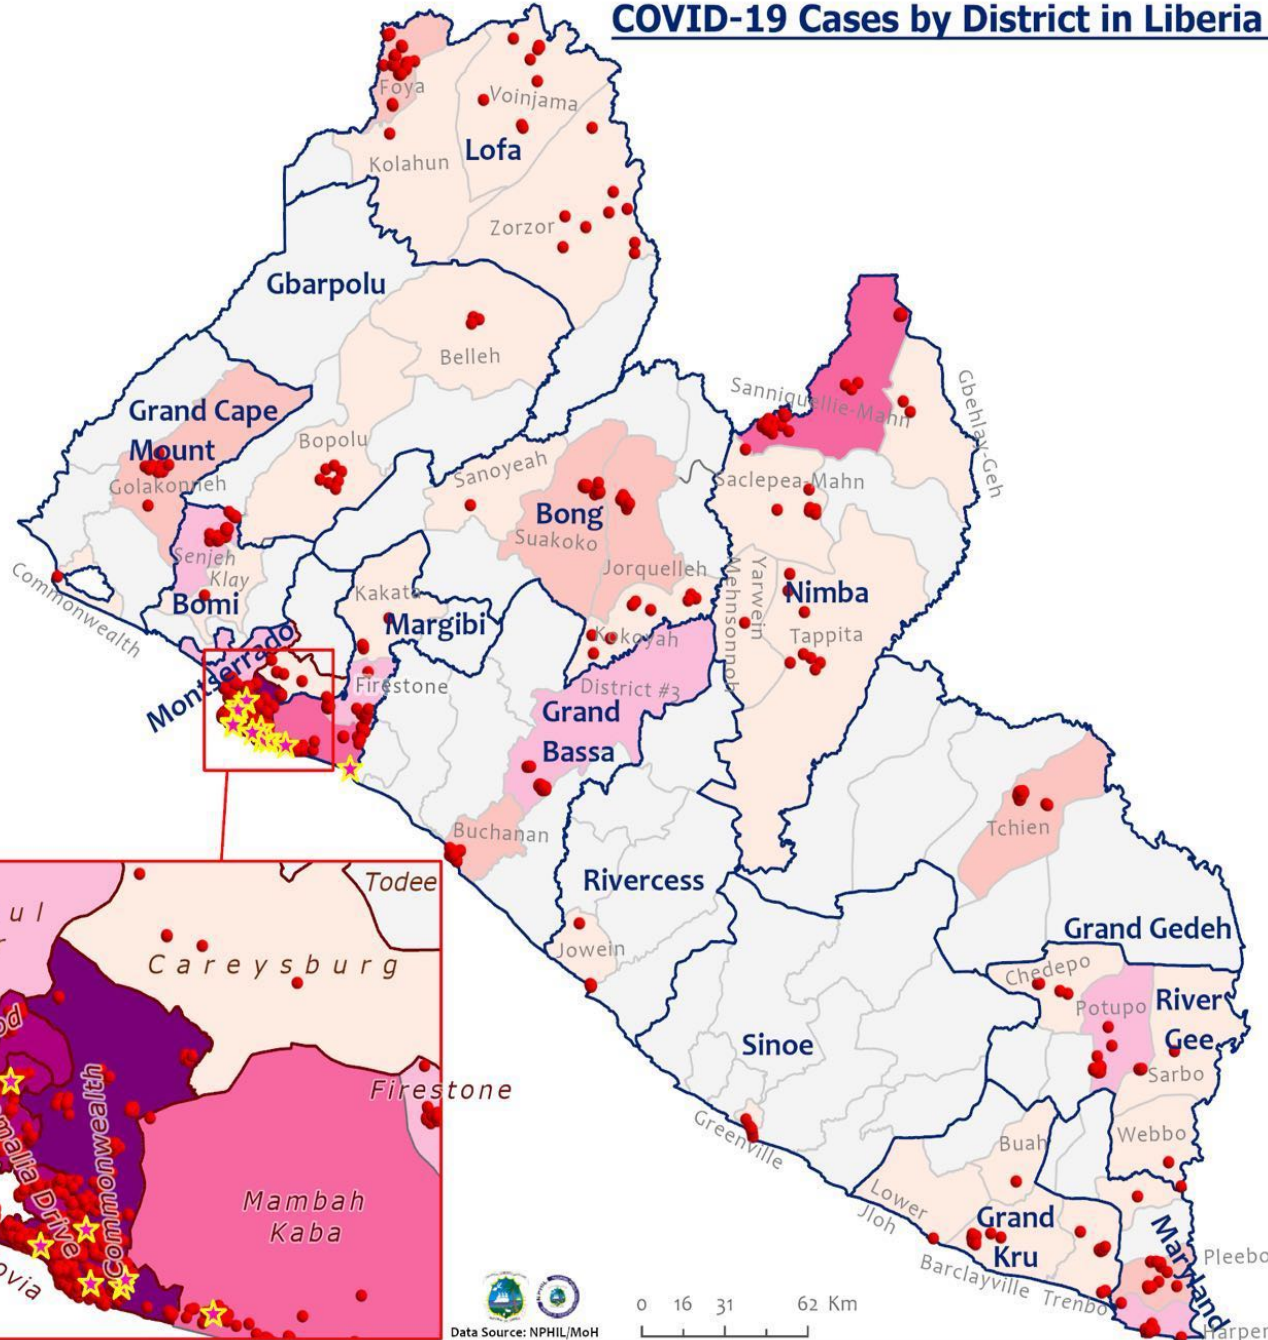 COVID-19 Cases by District in Liberia
Foya
Voinjama
Lofa
Kolahun
Zorzor
Gbarpolu
Belleh
Sanniquellie-Mahn
Gbehlay-Geh
Grand Cape
Mount
Bopolu
Golakonneh
Sanoyeah
Saclepea-Mahn
Bong
Suakoko
Senjeh
Klay
Commonwealth
Bomi
Jorquelleh
Kakata
Margibi
Kokoyah
Mehnsonnoh
Yarwein
Nimba
Tappita
Montserrado
Firestone
District #3
Grand
Bassa
Buchanan
Tchien
Rivercess
Jowein
Grand Gedeh
Chedepo
Potupo
River
Gee
Sarbo
Sinoe
Greenville
Webbo
Buah
Lower
Jloh
Grand
Kru
Barclayville
Trenbo
Maryland
Pleebo
Harper
Todee
Careysburg
Firestone
Commonwealth
Drive
Mambah
Kaba
0 16 31 62 Km
Data Source: NPHIL/MoH